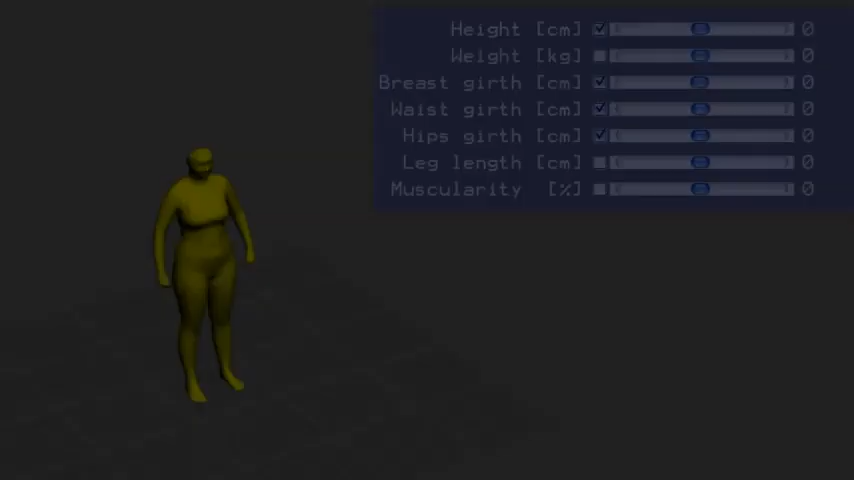 Height [cm] 0
Weight [kg] 0
Breast girth [cm] 0
Waist girth [cm] 0
Hips girth [cm] 0
Leg length [cm] 0
Muscularity [%] 0